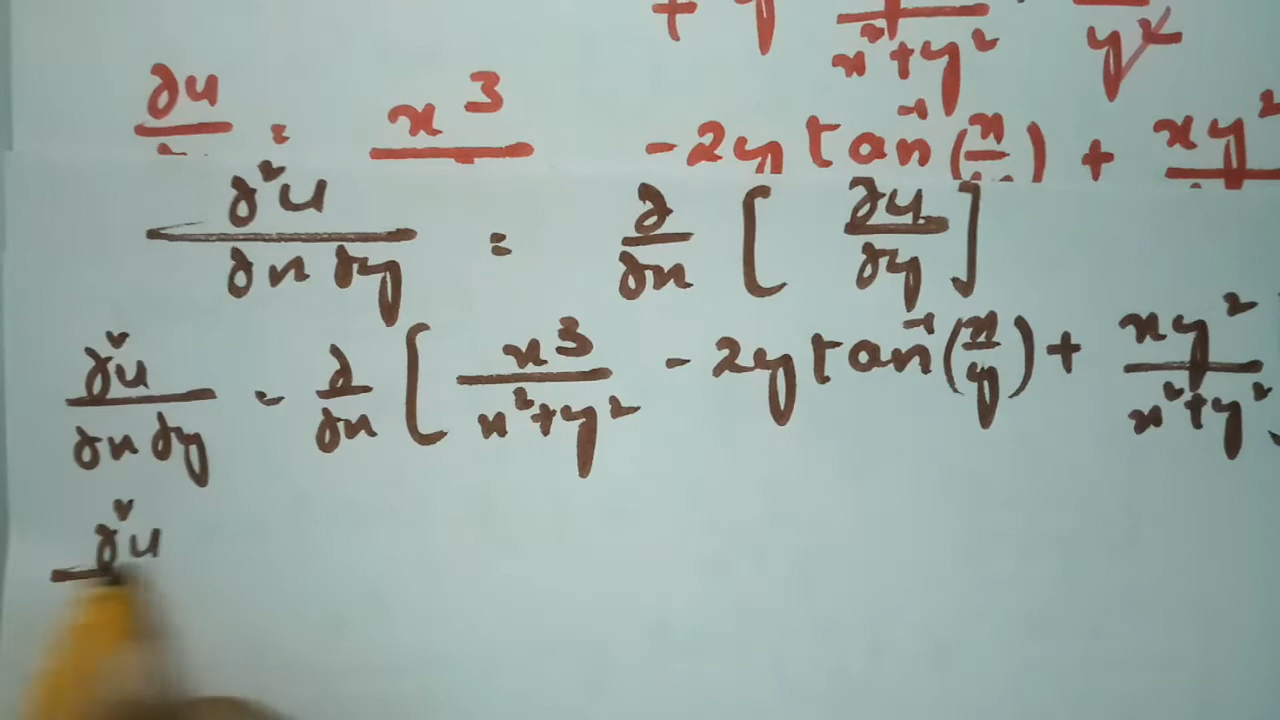 + y x²+y² y²
∂u = x³ - 2y tan⁻¹(x ) + xy²
∂²u/∂x∂y = ∂/∂x [ ∂u/∂y ]
∂²u/∂x∂y = ∂/∂x [ x³/x²+y² - 2y tan⁻¹(x/y) + xy²/x²+y² ]
∂²u